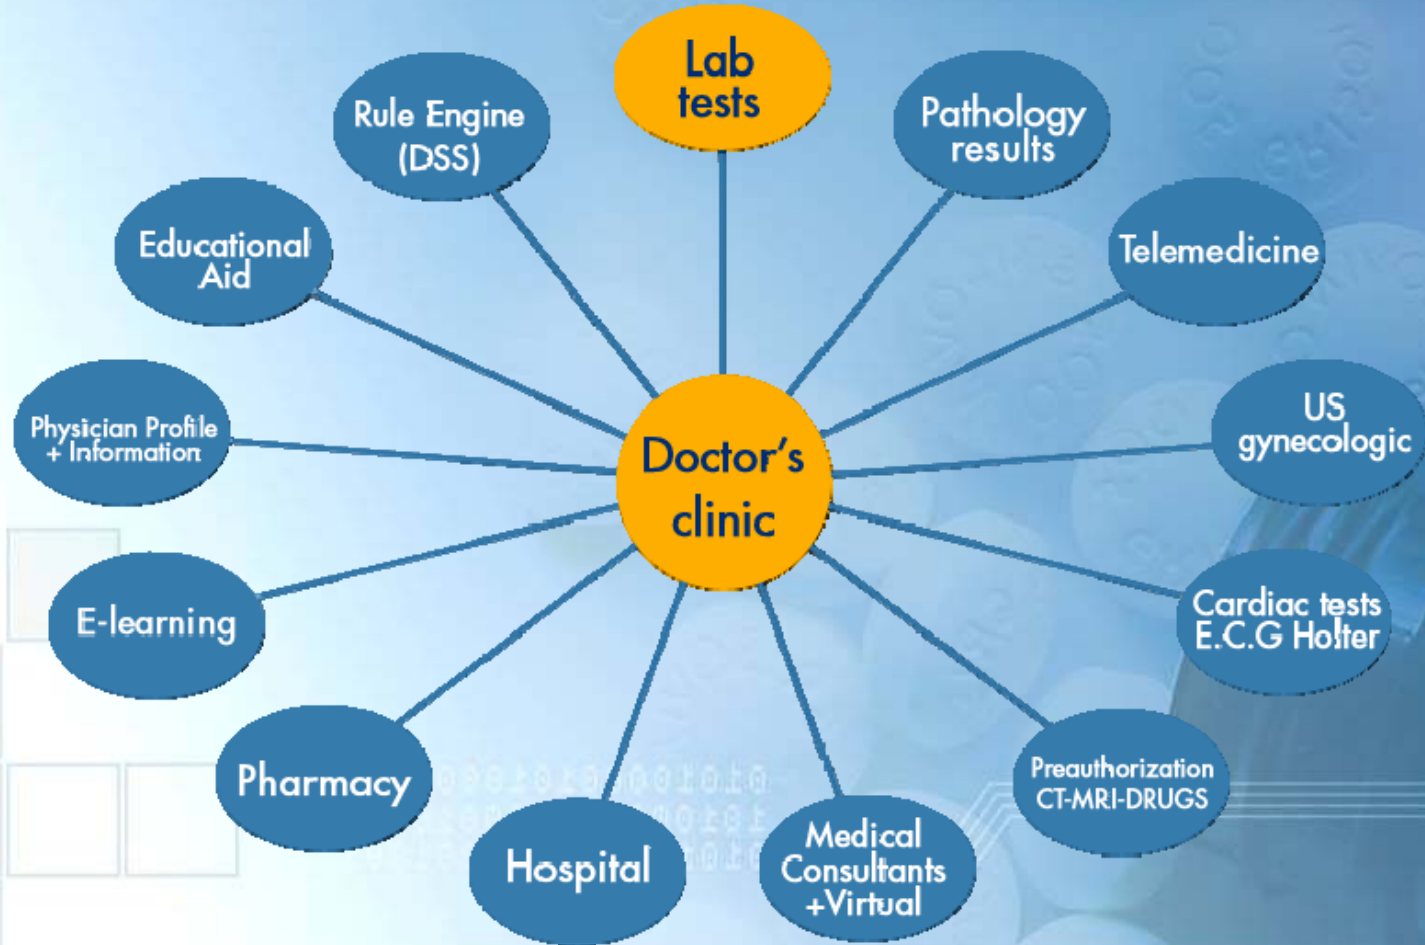 Lab
tests
Rule Engine
(DSS)
Pathology
results
Educational
Aid
Telemedicine
Physician Profile
+ Information
US
gynecologic
Doctor's
clinic
E-learning
Cardiac tests
E.C.G Holter
Pharmacy
Preauthorization
CT-MRI-DRUGS
Hospital
Medical
Consultants
+Virtual